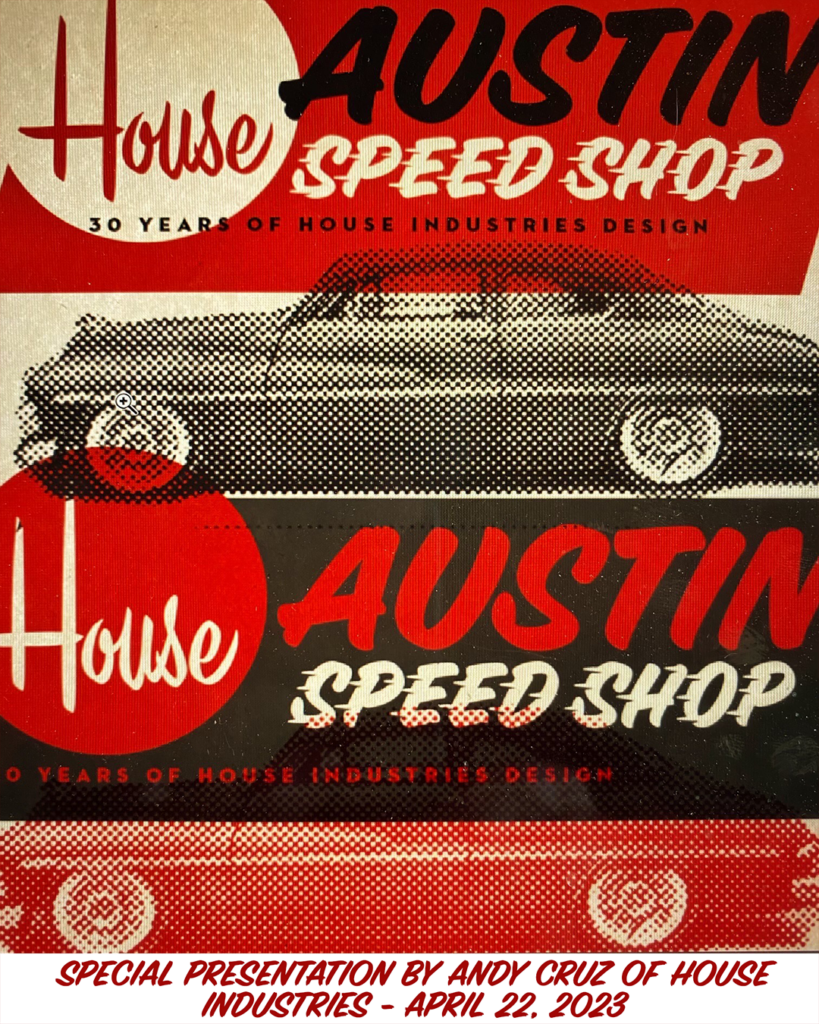 House
AUSTIN
SPEED SHOP
30 YEARS OF HOUSE INDUSTRIES DESIGN
House
AUSTIN
SPEED SHOP
0 YEARS OF HOUSE INDUSTRIES DESIGN
SPECIAL PRESENTATION BY ANDY CRUZ OF HOUSE
INDUSTRIES - APRIL 22, 2023